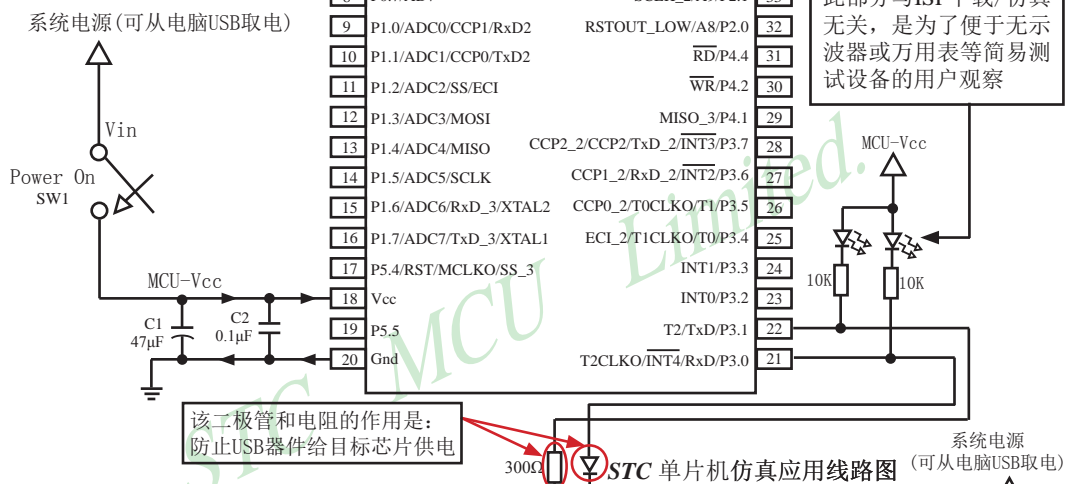 系统电源(可从电脑USB取电)
Vin
Power On
SW1
MCU-Vcc
C1
47μF
C2
0.1μF
9 P1.0/ADC0/CCP1/RxD2
10 P1.1/ADC1/CCP0/TxD2
11 P1.2/ADC2/SS/ECI
12 P1.3/ADC3/MOSI
13 P1.4/ADC4/MISO
14 P1.5/ADC5/SCLK
15 P1.6/ADC6/RxD_3/XTAL2
16 P1.7/ADC7/TxD_3/XTAL1
17 P5.4/RST/MCLKO/SS_3
18 Vcc
19 P5.5
20 Gnd
RSTOUT_LOW/A8/P2.0 32
RD/P4.4 31
WR/P4.2 30
MISO_3/P4.1 29
CCP2_2/CCP2/TxD_2/INT3/P3.7 28
CCP1_2/RxD_2/INT2/P3.6 27
CCP0_2/T0CLKO/T1/P3.5 26
ECI_2/T1CLKO/T0/P3.4 25
INT1/P3.3 24
INT0/P3.2 23
T2/TxD/P3.1 22
T2CLKO/INT4/RxD/P3.0 21
无关，是为了便于无示
波器或万用表等简易测
试设备的用户观察
MCU-Vcc
10K
10K
STC MCU Limited.
该二极管和电阻的作用是:
防止USB器件给目标芯片供电
300Ω
STC 单片机仿真应用线路图
系统电源
(可从电脑USB取电)